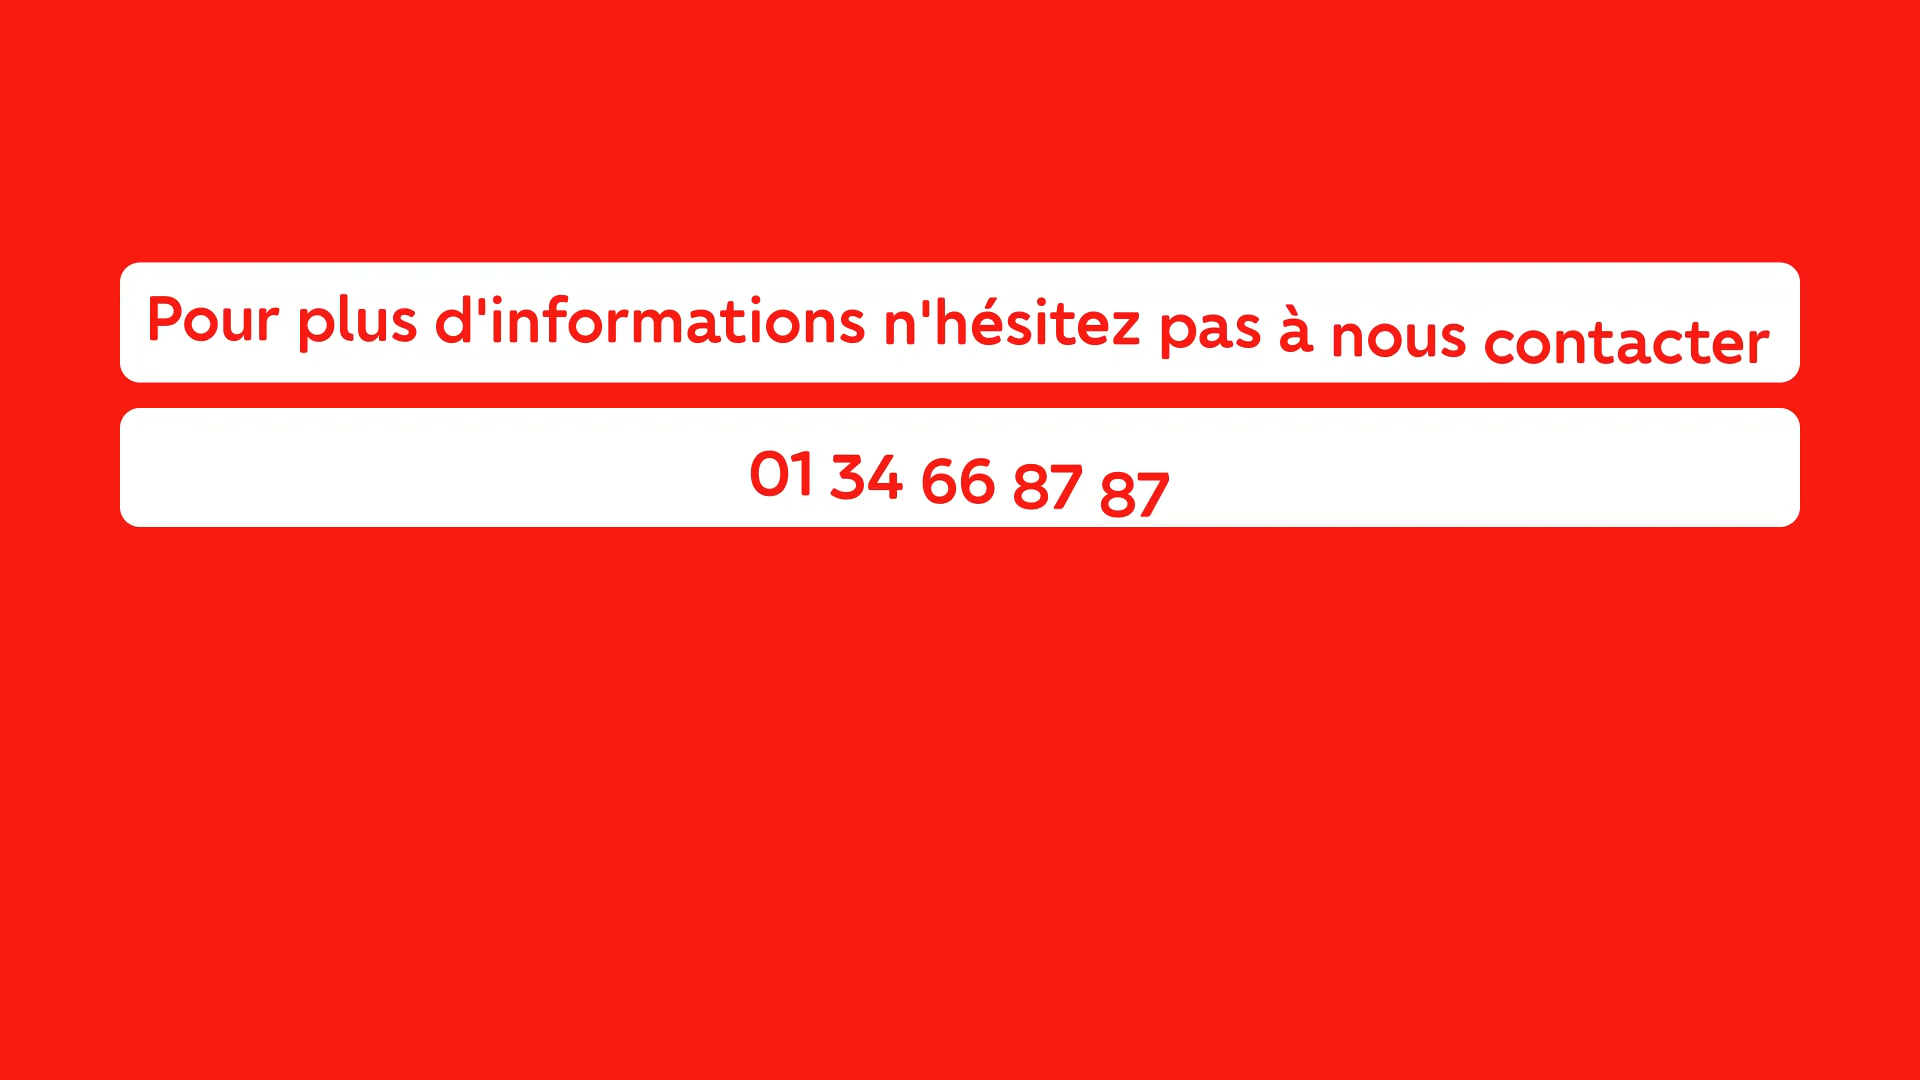 Pour plus d'informations n'hésitez pas à nous contacter
01 34 66 87 87